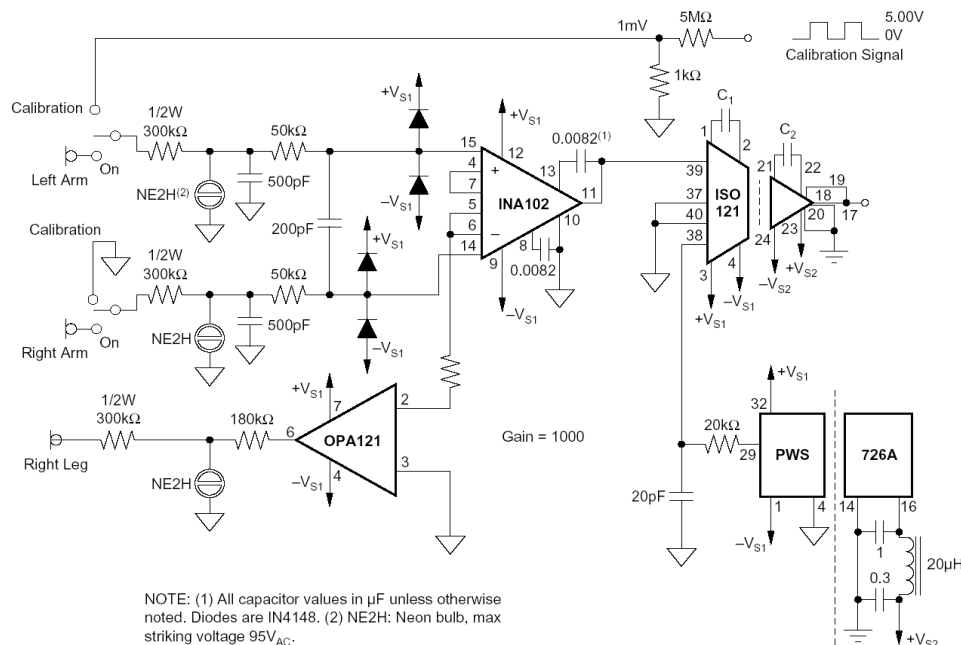 1mV
5MΩ
5.00V
0V
Calibration Signal
1kΩ
Calibration
1/2W
300kΩ
50kΩ
On
Left Arm
NE2H(2)
500pF
+VS1
–VS1
200pF
15
4
7
5
6
14
+
–
INA102
12
13
0.0082(1)
11
10
8
9
0.0082
+VS1
–VS1
C1
1
2
39
37
40
38
ISO
121
3
4
+VS1
–VS1
C2
21
22
19
18
20
17
24
23
–VS2
+VS2
Calibration
1/2W
300kΩ
50kΩ
On
Right Arm
NE2H
500pF
+VS1
–VS1
1/2W
300kΩ
180kΩ
Right Leg
NE2H
+VS1
7
2
6
OPA121
3
4
–VS1
Gain = 1000
20kΩ
20pF
+VS1
32
29
PWS
1
4
–VS1
726A
14
16
1
0.3
20µH
+VS2
NOTE: (1) All capacitor values in µF unless otherwise
noted. Diodes are IN4148. (2) NE2H: Neon bulb, max
striking voltage 95VAC.